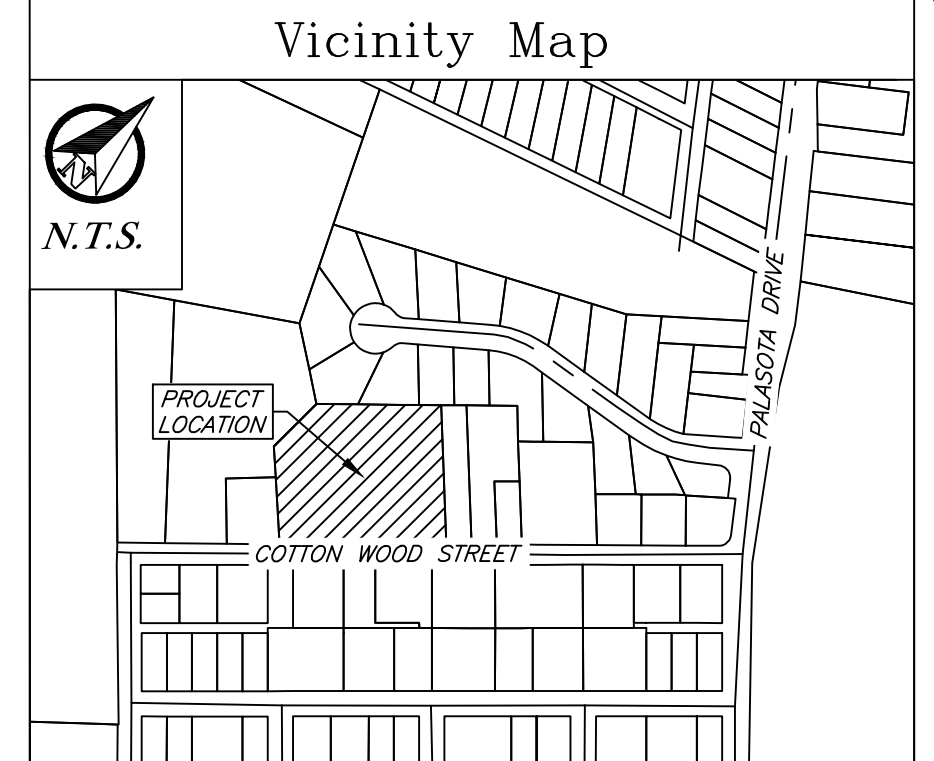 Vicinity Map
N
N.T.S.
PALASOTA DRIVE
PROJECT
LOCATION
COTTON WOOD STREET